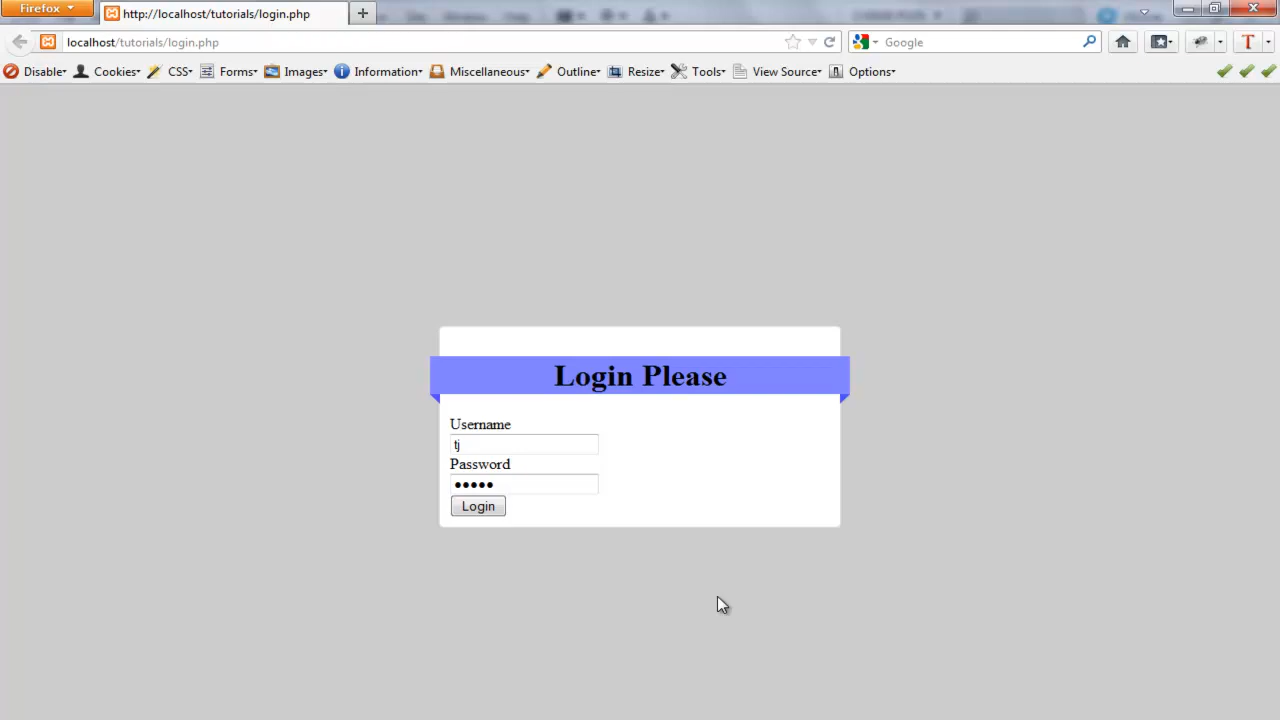 Firefox
http://localhost/tutorials/login.php
localhost/tutorials/login.php
Google
Disable Cookies CSS Forms Images Information Miscellaneous Outline Resize Tools View Source Options
Login Please
Username
tj
Password
●●●●●
Login